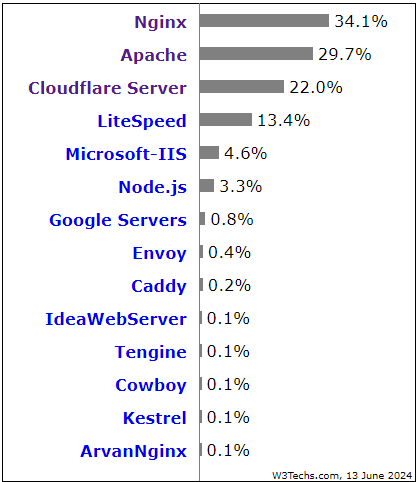 Nginx 34.1%
Apache 29.7%
Cloudflare Server 22.0%
LiteSpeed 13.4%
Microsoft-IIS 4.6%
Node.js 3.3%
Google Servers 0.8%
Envoy 0.4%
Caddy 0.2%
IdeaWebServer 0.1%
Tengine 0.1%
Cowboy 0.1%
Kestrel 0.1%
ArvanNginx 0.1%
W3Techs.com, 13 June 2024